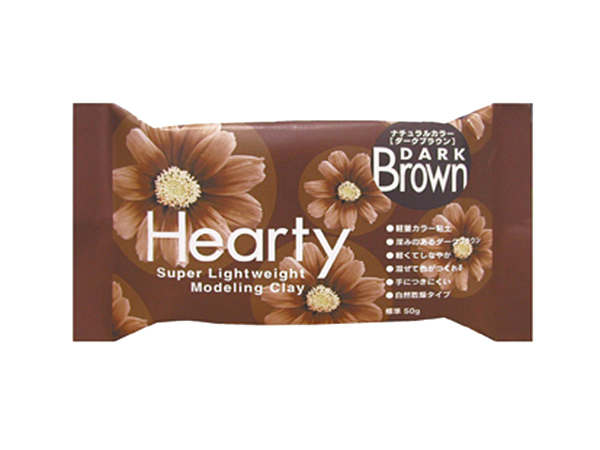 ナチュラルカラー
[ダークブラウン]
DARK
Brown
Hearty
Super Lightweight
Modeling Clay
●軽量カラー粘土
●深みのあるダークブラウン
●軽くてしなやか
●混ぜて色がつくれる
●手につきにくい
●自然乾燥タイプ
標準 50g